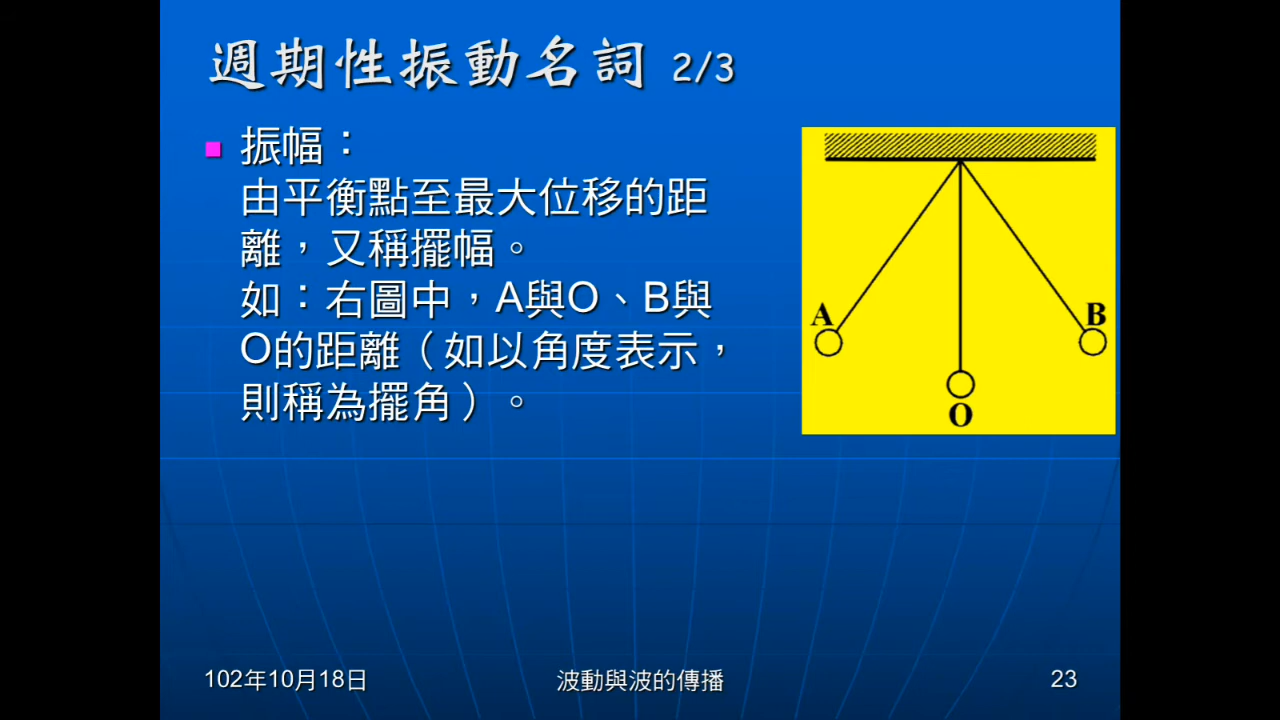 週期性振動名詞 2/3
振幅：
由平衡點至最大位移的距
離，又稱擺幅。
如：右圖中，A與O、B與
O的距離（如以角度表示，
則稱為擺角）。
A
B
O
102年10月18日
波動與波的傳播
23